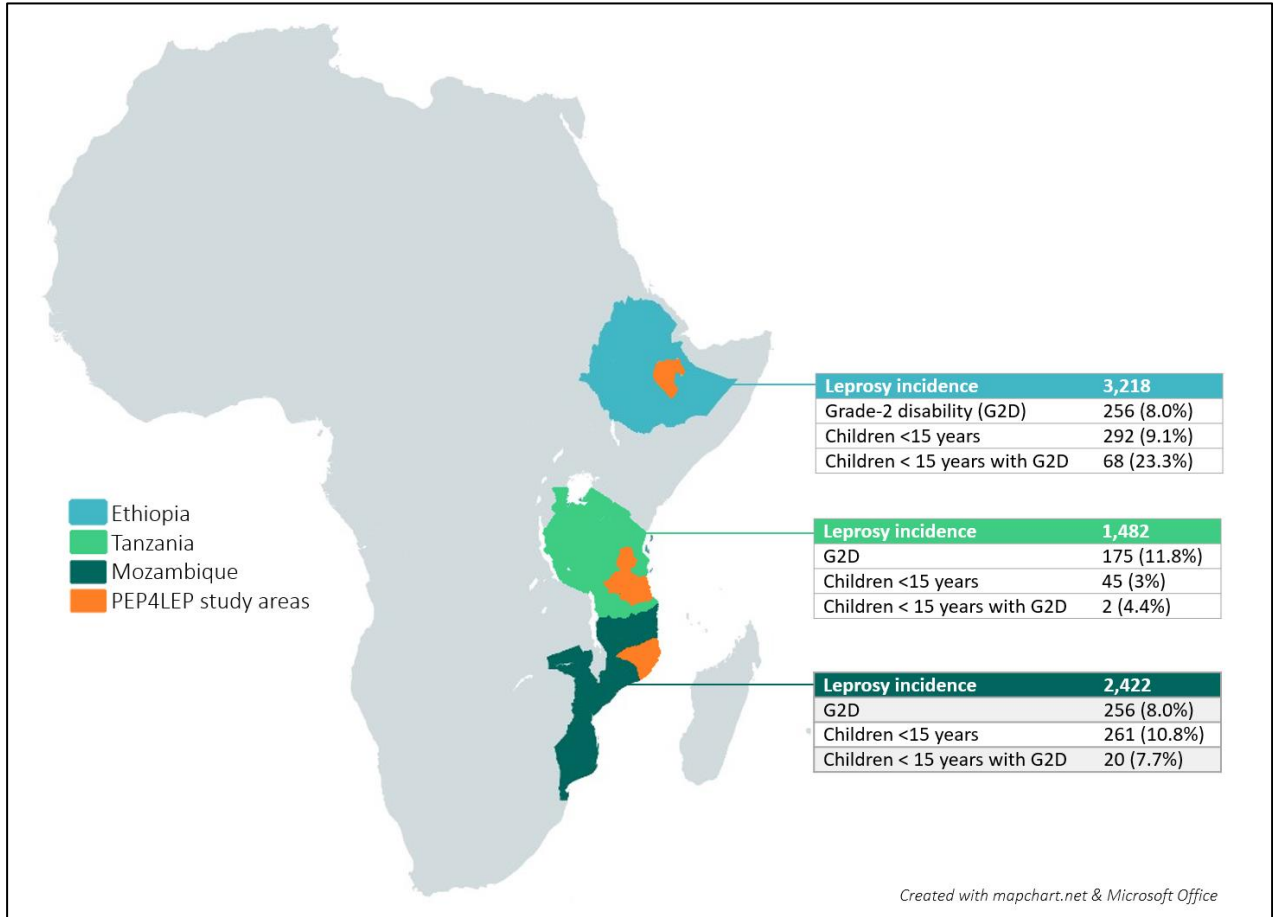 Leprosy incidence 3,218
Grade-2 disability (G2D) 256 (8.0%)
Children <15 years 292 (9.1%)
Children < 15 years with G2D 68 (23.3%)
Ethiopia
Tanzania
Mozambique
PEP4LEP study areas
Leprosy incidence 1,482
G2D 175 (11.8%)
Children <15 years 45 (3%)
Children < 15 years with G2D 2 (4.4%)
Leprosy incidence 2,422
G2D 256 (8.0%)
Children <15 years 261 (10.8%)
Children < 15 years with G2D 20 (7.7%)
Created with mapchart.net & Microsoft Office